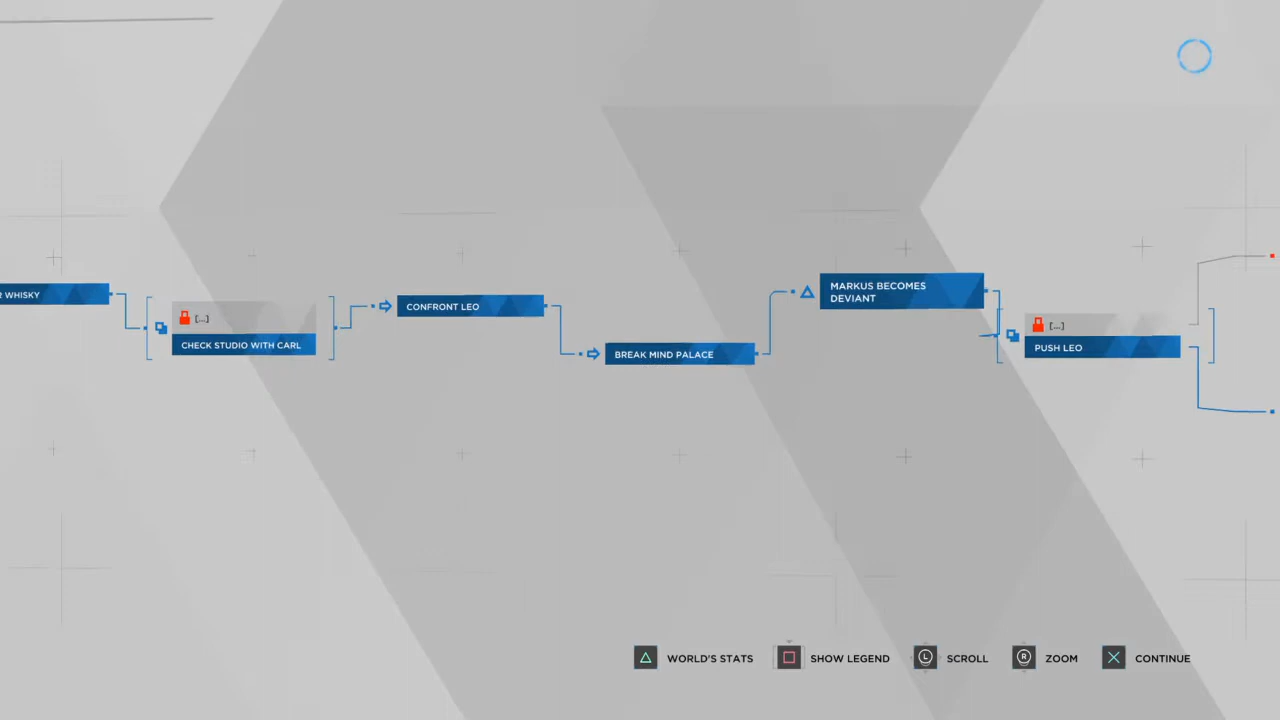 R WHISKY
[...]
CHECK STUDIO WITH CARL
CONFRONT LEO
BREAK MIND PALACE
MARKUS BECOMES
DEVIANT
[...]
PUSH LEO
WORLD'S STATS
SHOW LEGEND
L
SCROLL
R
ZOOM
CONTINUE